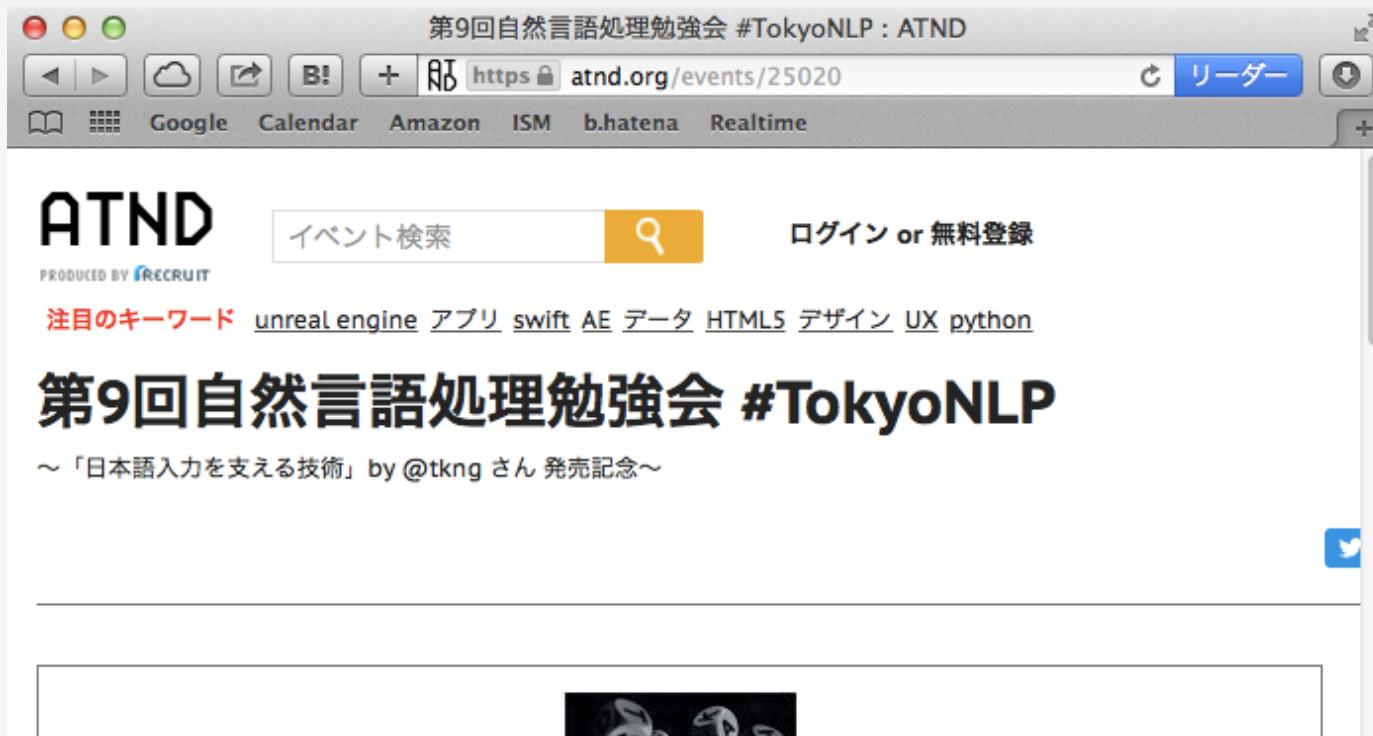 第9回自然言語処理勉強会 #TokyoNLP : ATND
B! + https atnd.org/events/25020 リーダー
Google Calendar Amazon ISM b.hatena Realtime
ATND
イベント検索 ログイン or 無料登録
PRODUCED BY RECRUIT
注目のキーワード unreal engine アプリ swift AE データ HTML5 デザイン UX python
第9回自然言語処理勉強会 #TokyoNLP
～「日本語入力を支える技術」by @tkng さん 発売記念～